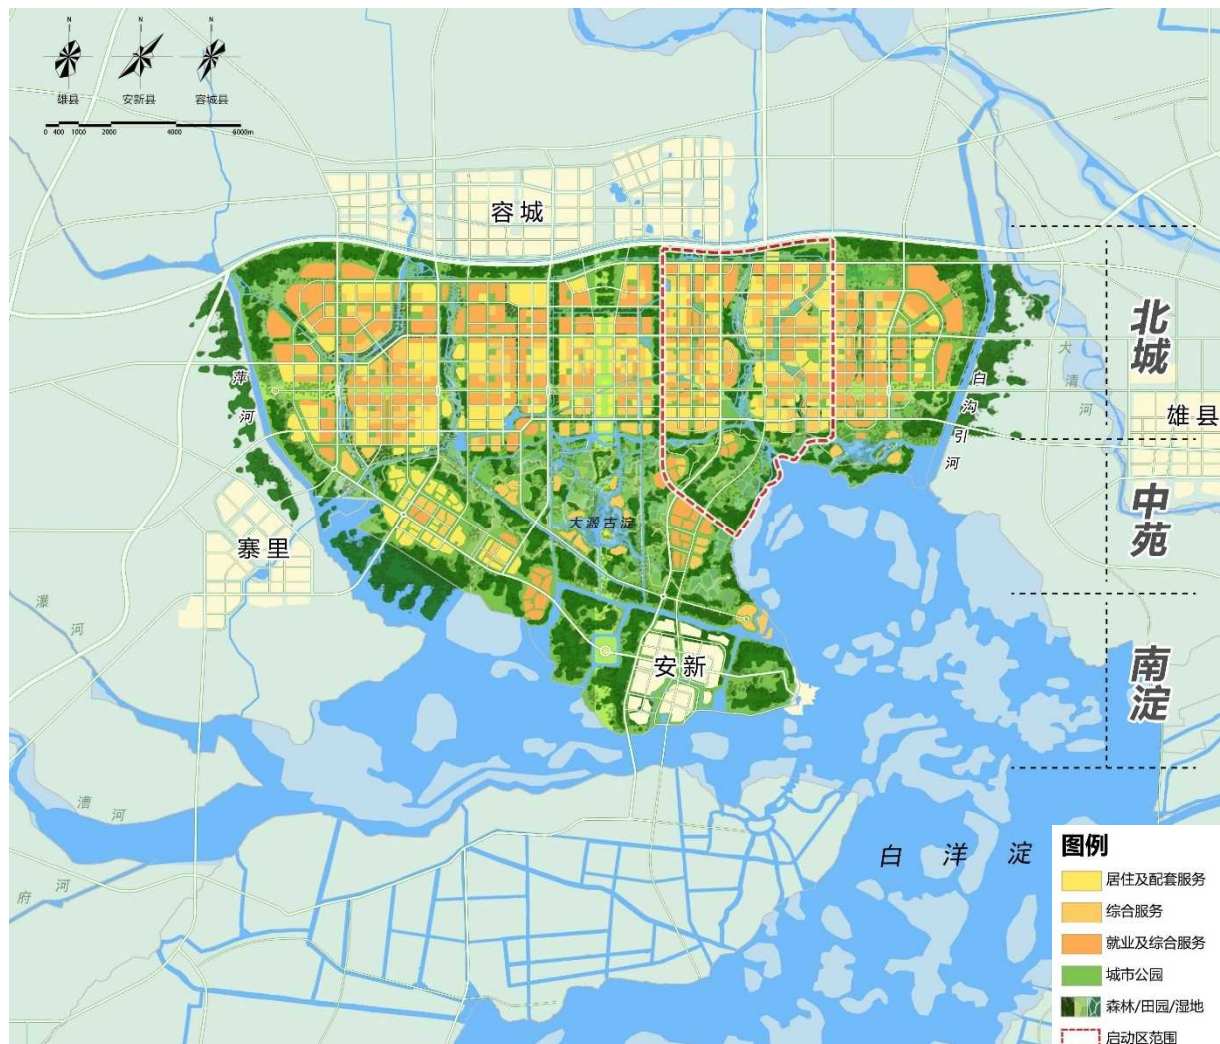 N N N
雄县 安新县 容城县
0 400 1000 2000 4000 6000m
容城
北城
大清河
雄县
萍河
白沟引河
中苑
大溵古淀
寨里
瀑河
安新
南淀
漕河
府河
白洋淀
图例
居住及配套服务
综合服务
就业及综合服务
城市公园
森林/田园/湿地
启动区范围